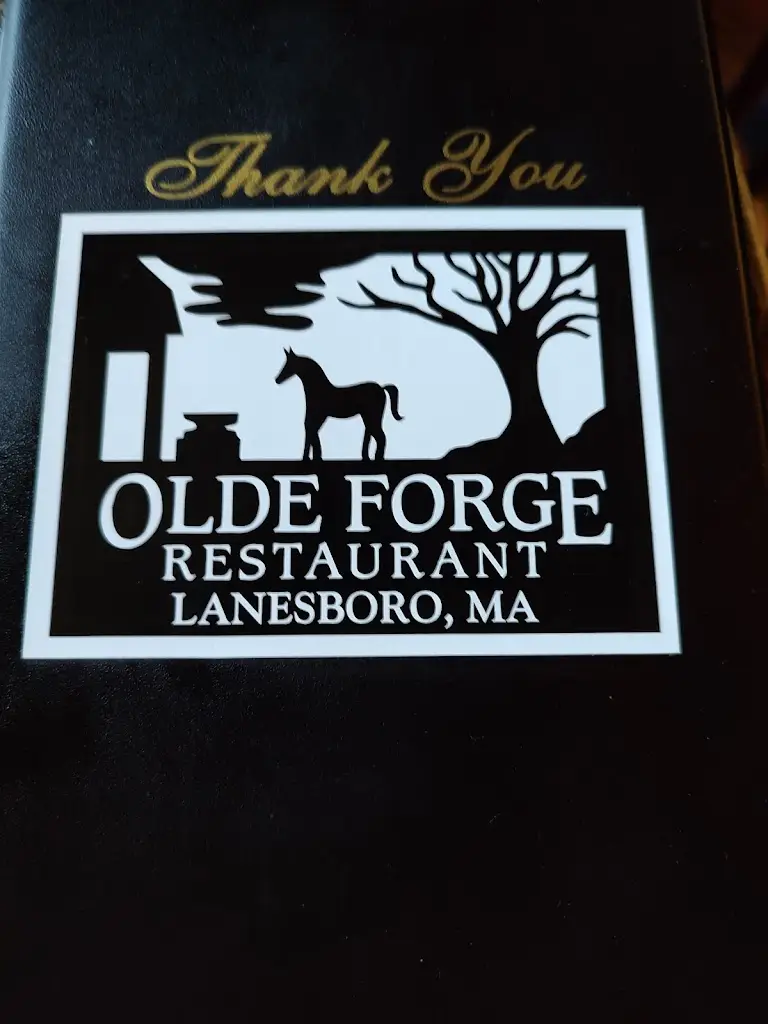 Thank You
OLDE FORGE
RESTAURANT
LANESBORO, MA